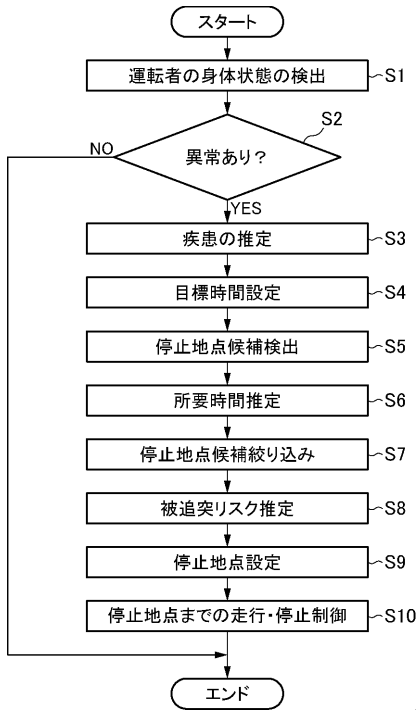 スタート
運転者の身体状態の検出 S1
S2
異常あり？
NO
YES
疾患の推定 S3
目標時間設定 S4
停止地点候補検出 S5
所要時間推定 S6
停止地点候補絞り込み S7
被追突リスク推定 S8
停止地点設定 S9
停止地点までの走行・停止制御 S10
エンド